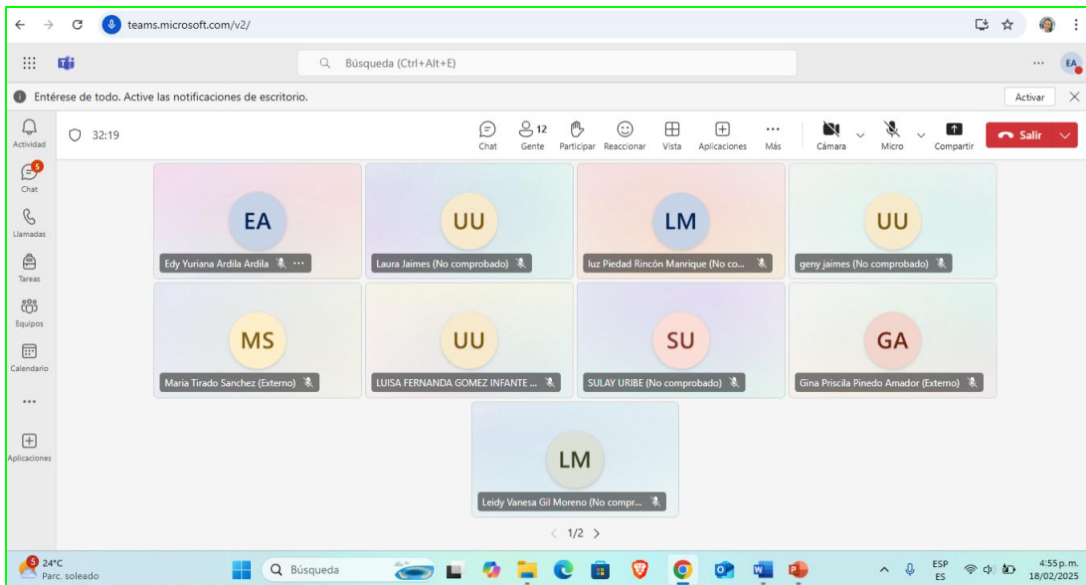 teams.microsoft.com/v2/
Búsqueda (Ctrl+Alt+E)
EA
Entérese de todo. Active las notificaciones de escritorio.
Activar
Actividad
32:19
12
Chat
Gente
Participar
Reaccionar
Vista
Aplicaciones
Más
Cámara
Micro
Compartir
Salir
5
Chat
Llamadas
Tareas
Equipos
Calendario
Aplicaciones
EA
Edy Yuriana Ardila Ardila
UU
Laura Jaimes (No comprobado)
LM
luz Piedad Rincón Manrique (No co...
UU
geny jaimes (No comprobado)
MS
Maria Tirado Sanchez (Externo)
UU
LUISA FERNANDA GOMEZ INFANTE ...
SU
SULAY URIBE (No comprobado)
GA
Gina Priscila Pinedo Amador (Externo)
LM
Leidy Vanesa Gil Moreno (No compr...
1/2
5
24°C
Parc. soleado
Búsqueda
ESP
ES
4:55 p.m.
18/02/2025